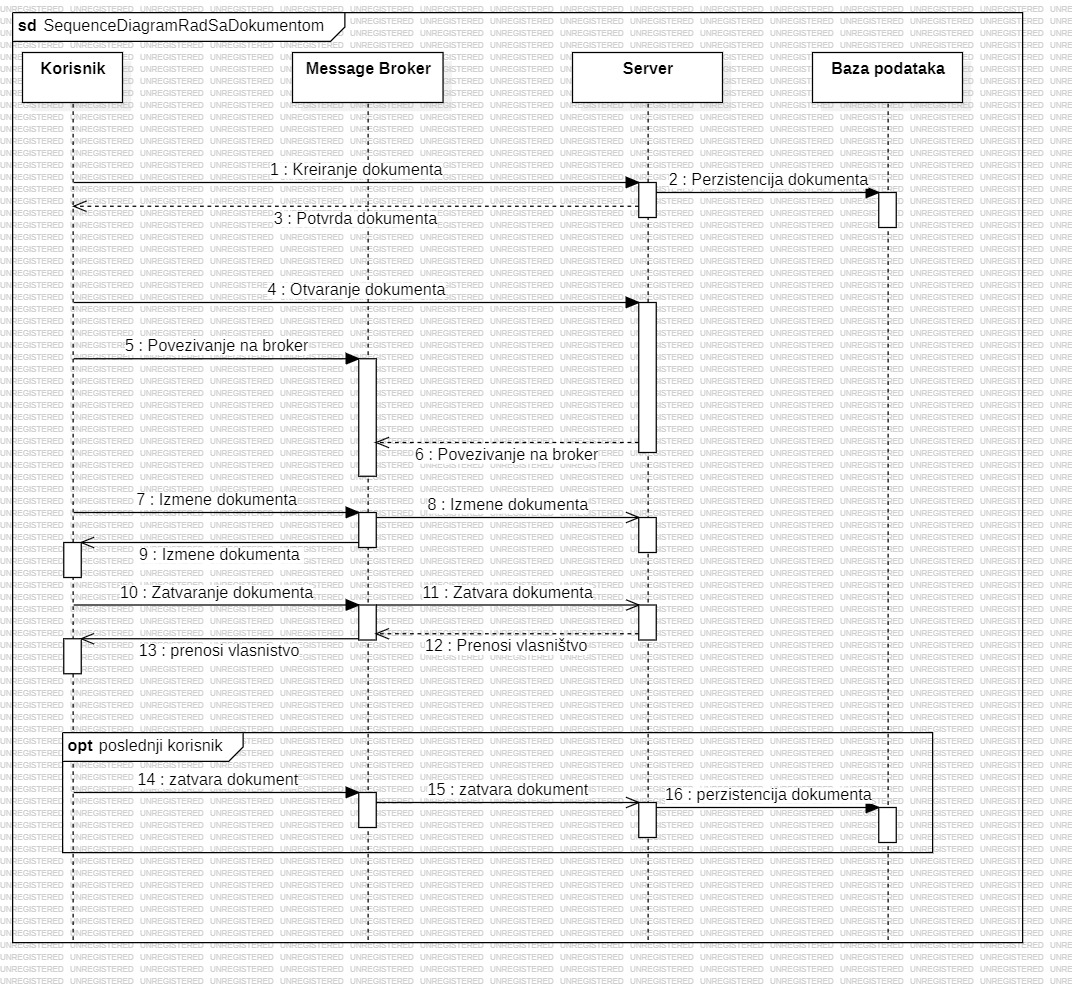 sd SequenceDiagramRadSaDokumentom
Korisnik
Message Broker
Server
Baza podataka
1 : Kreiranje dokumenta
2 : Perzistencija dokumenta
3 : Potvrda dokumenta
4 : Otvaranje dokumenta
5 : Povezivanje na broker
6 : Povezivanje na broker
7 : Izmene dokumenta
8 : Izmene dokumenta
9 : Izmene dokumenta
10 : Zatvaranje dokumenta
11 : Zatvara dokumenta
12 : Prenosi vlasništvo
13 : prenosi vlasnistvo
opt poslednji korisnik
14 : zatvara dokument
15 : zatvara dokument
16 : perzistencija dokumenta
UNREGISTERED